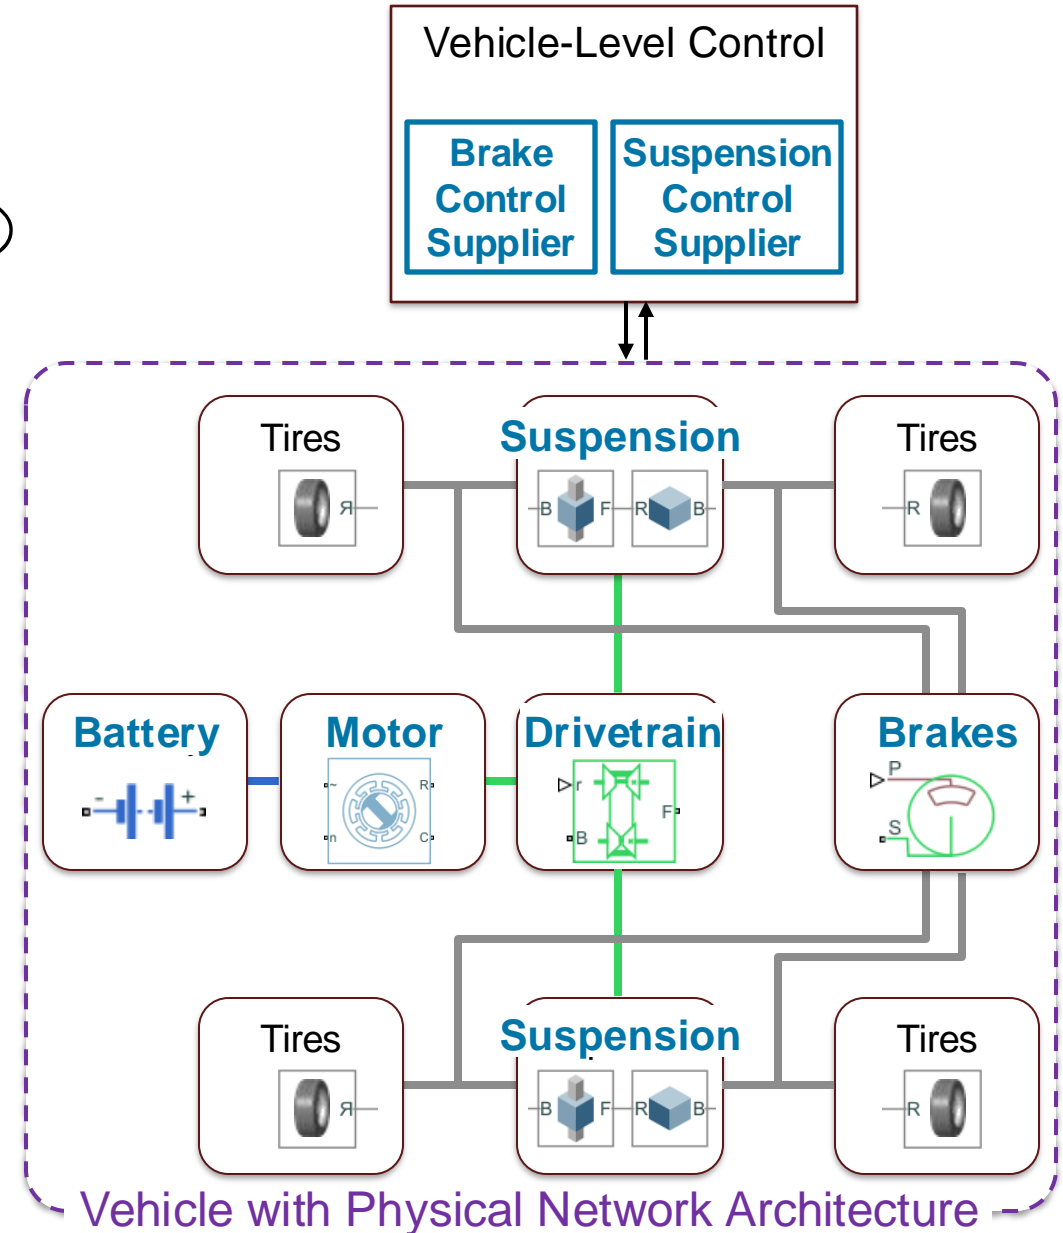 Vehicle-Level Control
Brake
Control
Supplier
Suspension
Control
Supplier
Tires
Suspension
Tires
Я
B
F
R
B
R
Battery
Motor
Drivetrain
Brakes
- +
~
R
n
C
r
B
F
P
S
Tires
Suspension
Tires
Я
B
F
R
B
R
Vehicle with Physical Network Architecture